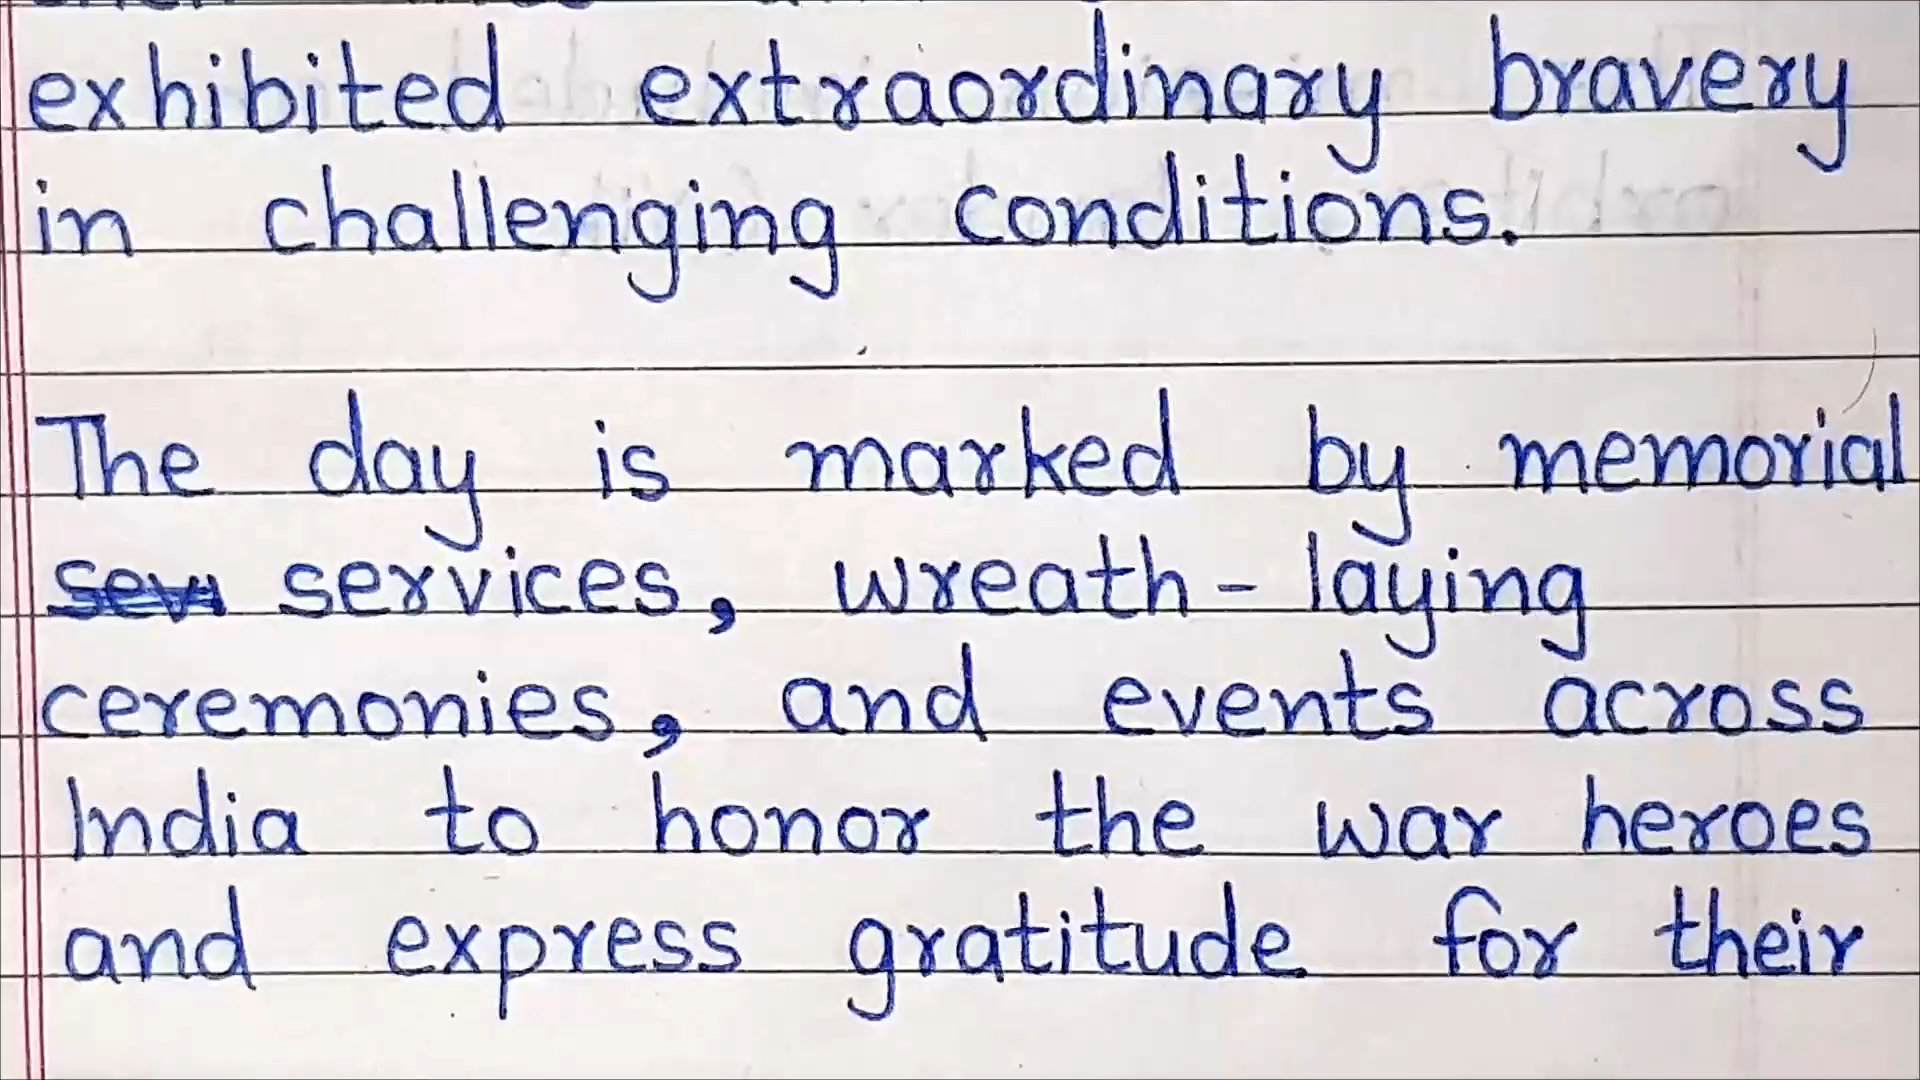 exhibited extraordinary bravery
in challenging conditions.
The day is marked by memorial
services, wreath-laying
ceremonies, and events across
India to honor the war heroes
and express gratitude for their